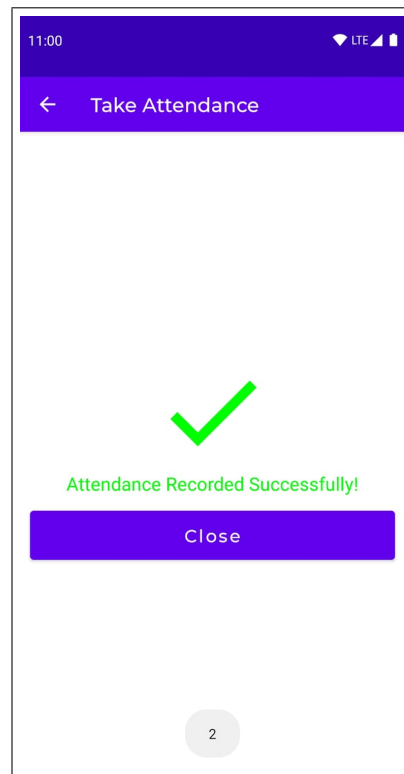 11:00
LTE
Take Attendance
Attendance Recorded Successfully!
Close
2